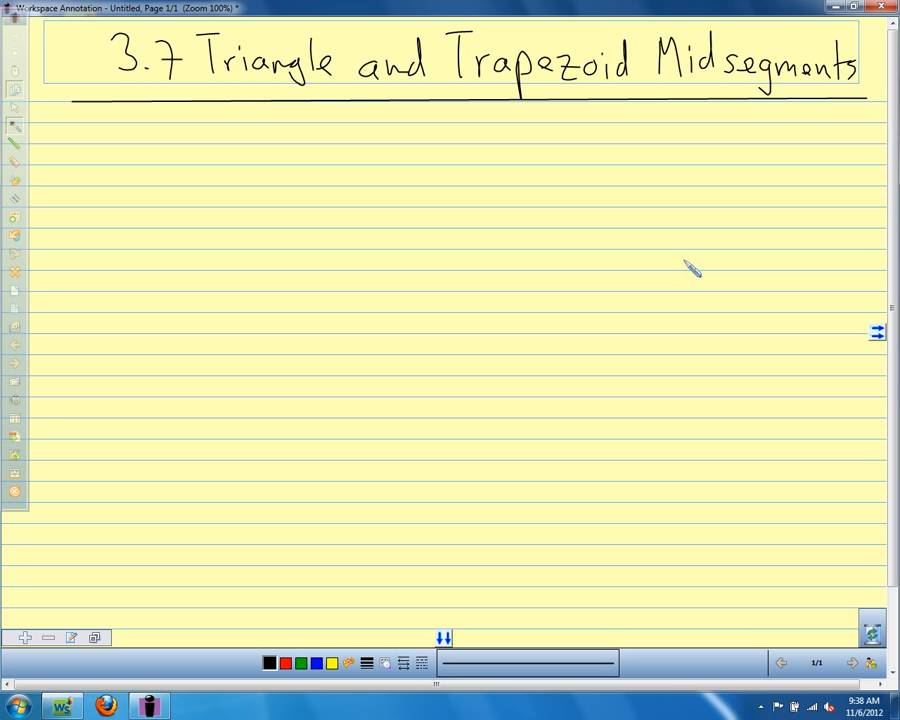 Workspace Annotation - Untitled, Page 1/1 (Zoom 100%) *
3.7 Triangle and Trapezoid Midsegments
1/1
9:38 AM
11/6/2012